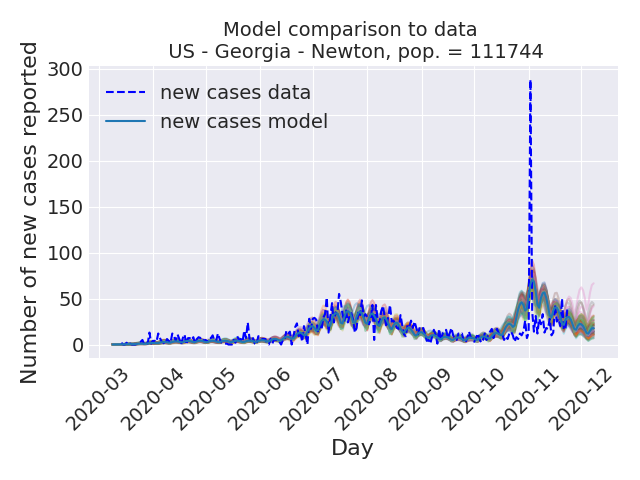 Model comparison to data
US - Georgia - Newton, pop. = 111744
Number of new cases reported
300
250
200
150
100
50
0
new cases data
new cases model
2020-03
2020-04
2020-05
2020-06
2020-07
2020-08
2020-09
2020-10
2020-11
2020-12
Day